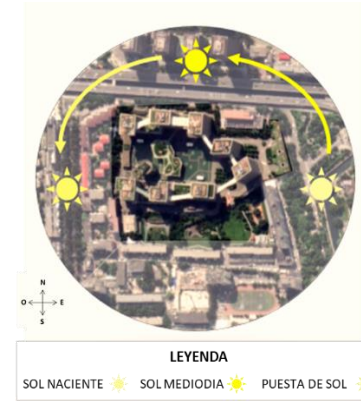 N
O E
S
LEYENDA
SOL NACIENTE SOL MEDIODIA PUESTA DE SOL